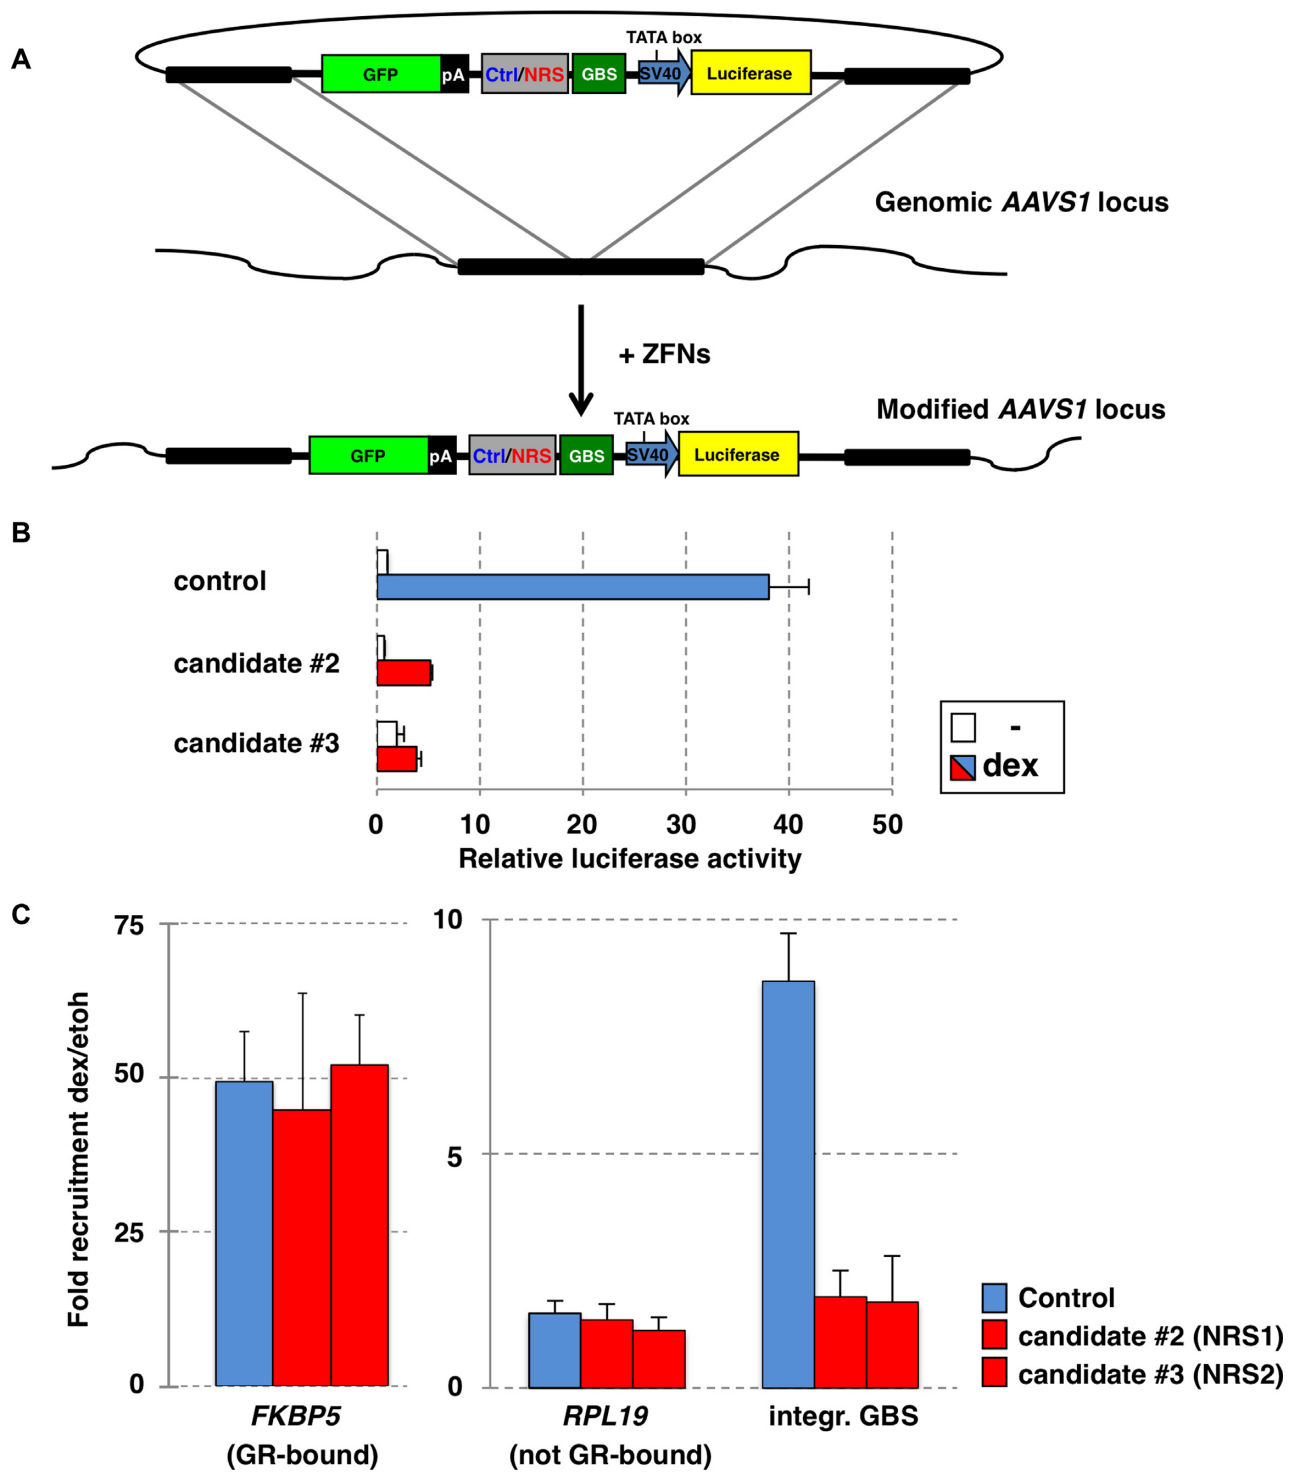 A
TATA box
GFP pA Ctrl/NRS GBS SV40 Luciferase
Genomic AAVS1 locus
+ ZFNs
Modified AAVS1 locus
TATA box
GFP pA Ctrl/NRS GBS SV40 Luciferase
B
control
candidate #2
candidate #3
-
dex
0 10 20 30 40 50
Relative luciferase activity
C
Fold recruitment dex/etoh
75
50
25
0
10
5
0
FKBP5
(GR-bound)
RPL19
(not GR-bound)
integr. GBS
Control
candidate #2 (NRS1)
candidate #3 (NRS2)